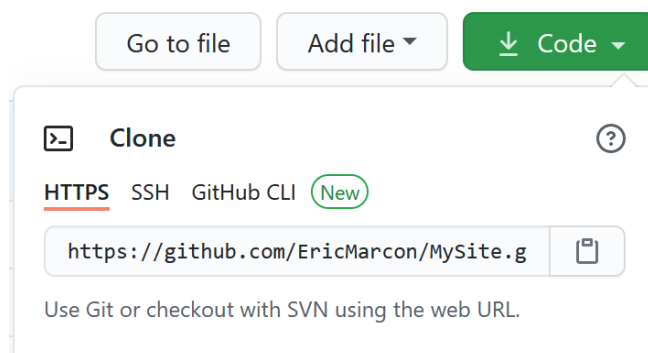 Go to file Add file Code
Clone
HTTPS SSH GitHub CLI New
https://github.com/EricMarcon/MySite.g
Use Git or checkout with SVN using the web URL.